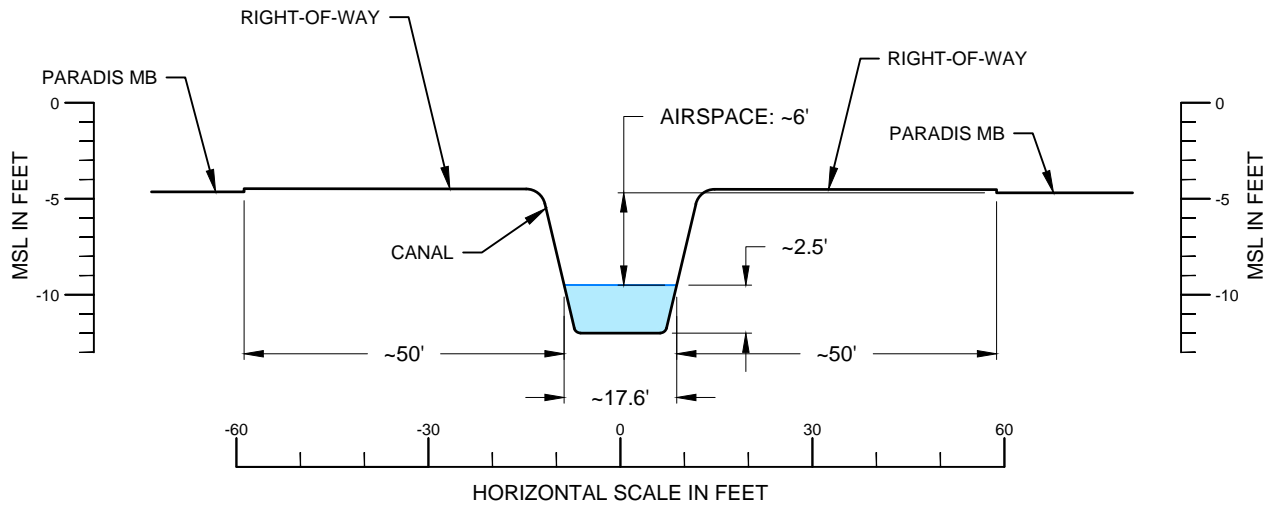 RIGHT-OF-WAY
RIGHT-OF-WAY
PARADIS MB
AIRSPACE: ~6'
PARADIS MB
0
-5
-10
MSL IN FEET
0
-5
-10
MSL IN FEET
CANAL
~2.5'
~50'
~50'
~17.6'
-60
-30
0
30
60
HORIZONTAL SCALE IN FEET